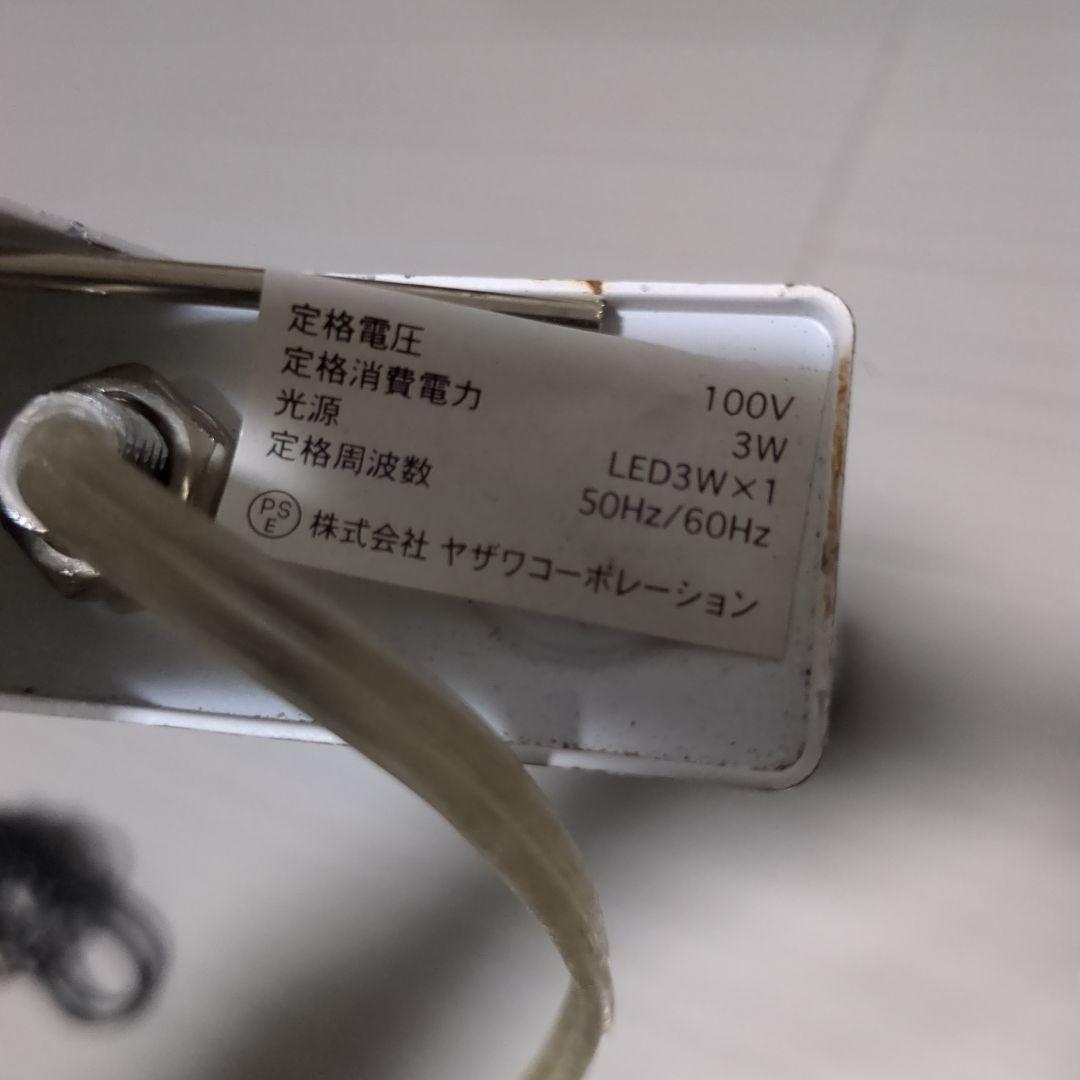 定格電圧 100V
定格消費電力 3W
光源 LED3W×1
定格周波数 50Hz/60Hz
PSE 株式会社 ヤザワコーポレーション